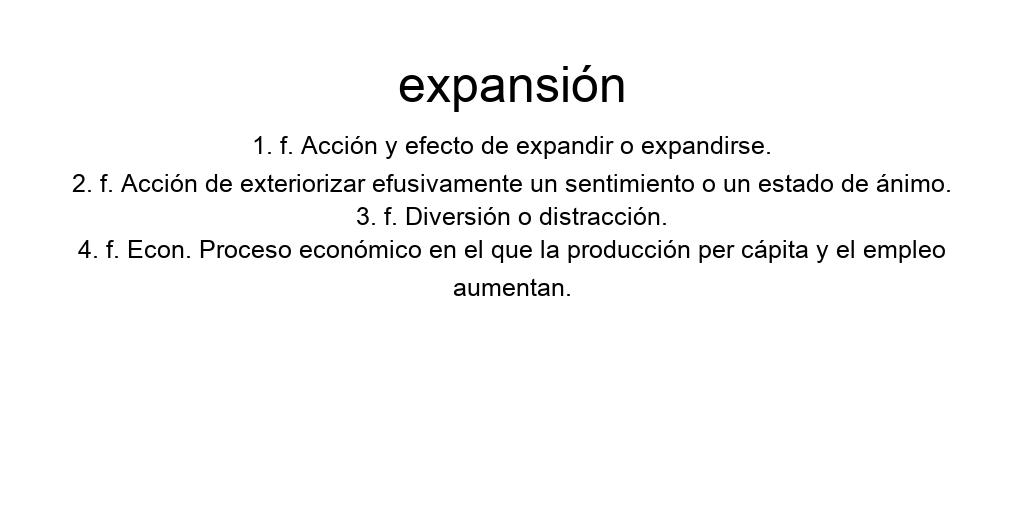 expansión
1. f. Acción y efecto de expandir o expandirse.
2. f. Acción de exteriorizar efusivamente un sentimiento o un estado de ánimo.
3. f. Diversión o distracción.
4. f. Econ. Proceso económico en el que la producción per cápita y el empleo
aumentan.